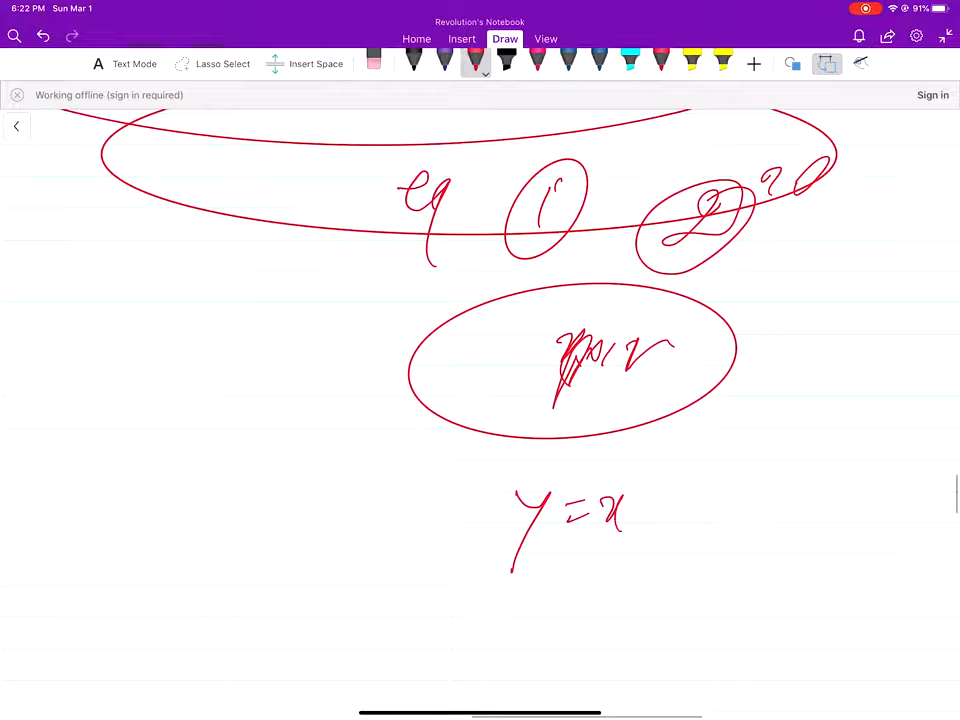 6:22 PM Sun Mar 1
91%
Revolution's Notebook
Home Insert Draw View
Text Mode Lasso Select Insert Space
Working offline (sign in required) Sign in
eq 1 2
y = x